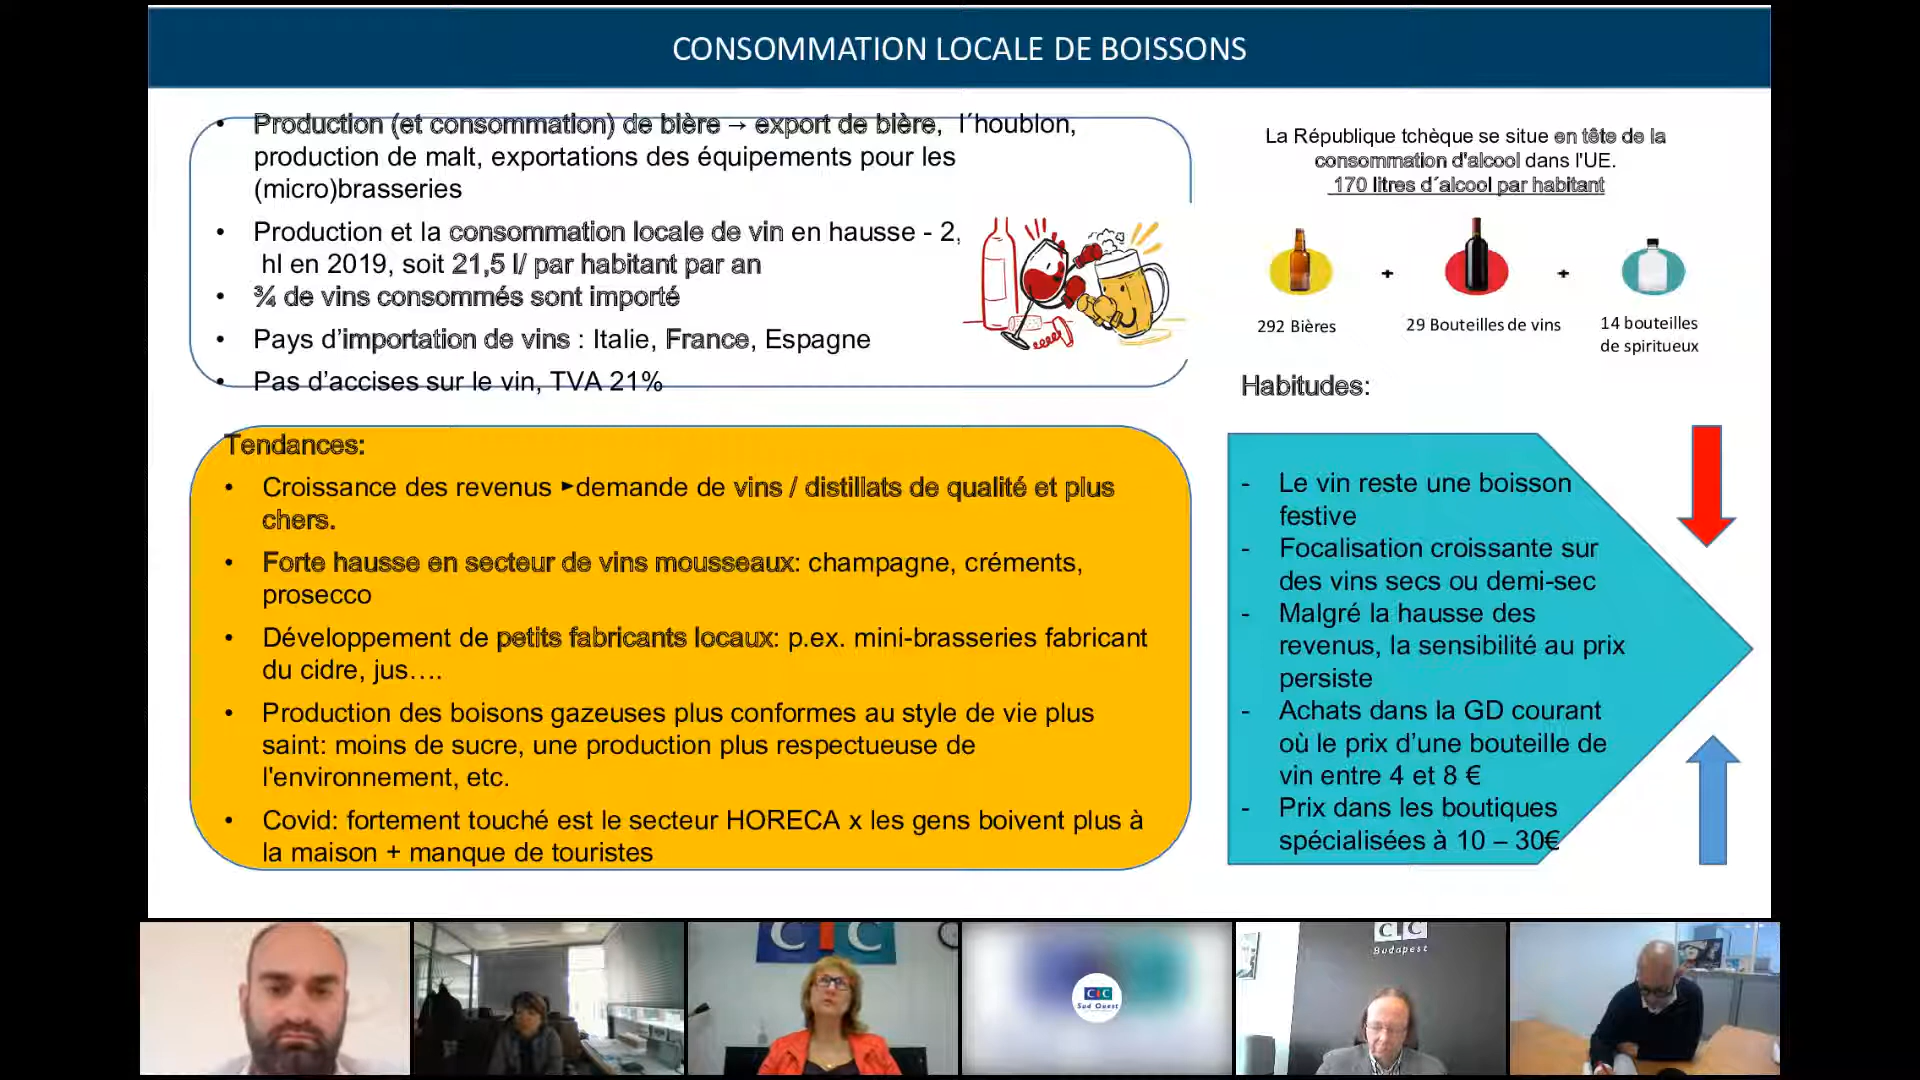 CONSOMMATION LOCALE DE BOISSONS
• Production (et consommation) de bière → export de bière, l´houblon,
production de malt, exportations des équipements pour les
(micro)brasseries
• Production et la consommation locale de vin en hausse - 2,
hl en 2019, soit 21,5 l/ par habitant par an
• ¾ de vins consommés sont importé
• Pays d’importation de vins : Italie, France, Espagne
• Pas d’accises sur le vin, TVA 21%
La République tchèque se situe en tête de la
consommation d'alcool dans l'UE.
170 litres d´alcool par habitant
+ +
292 Bières
29 Bouteilles de vins
14 bouteilles
de spiritueux
Tendances:
• Croissance des revenus ►demande de vins / distillats de qualité et plus
chers.
• Forte hausse en secteur de vins mousseaux: champagne, créments,
prosecco
• Développement de petits fabricants locaux: p.ex. mini-brasseries fabricant
du cidre, jus….
• Production des boisons gazeuses plus conformes au style de vie plus
saint: moins de sucre, une production plus respectueuse de
l'environnement, etc.
• Covid: fortement touché est le secteur HORECA x les gens boivent plus à
la maison + manque de touristes
Habitudes:
- Le vin reste une boisson
festive
- Focalisation croissante sur
des vins secs ou demi-sec
- Malgré la hausse des
revenus, la sensibilité au prix
persiste
- Achats dans la GD courant
où le prix d’une bouteille de
vin entre 4 et 8 €
- Prix dans les boutiques
spécialisées à 10 – 30€
CIC
CIC
Sud Ouest
CIC
Budapest